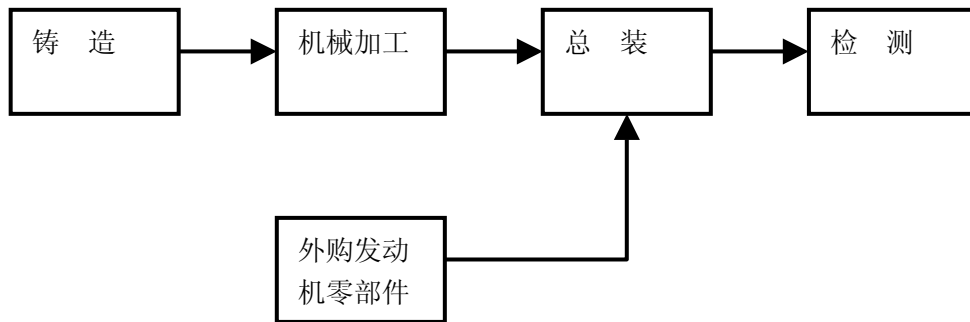 铸 造
机械加工
总 装
检 测
外购发动
机零部件